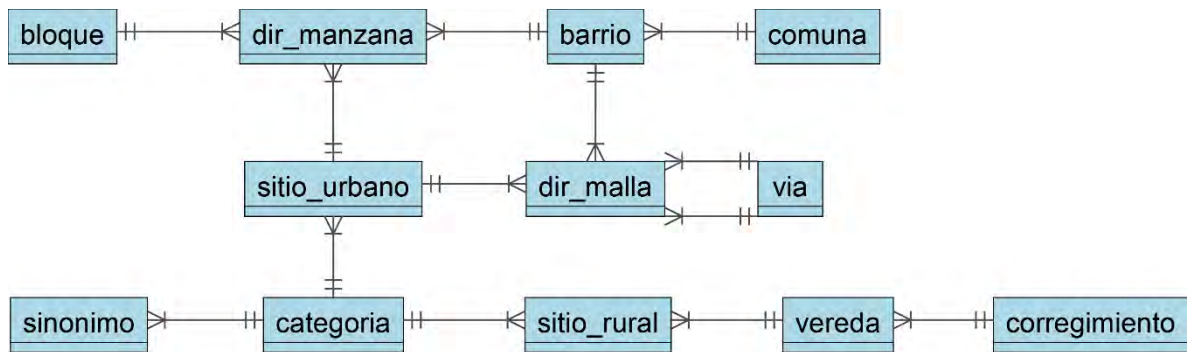 bloque
dir_manzana
barrio
comuna
sitio_urbano
dir_malla
via
sinonimo
categoria
sitio_rural
vereda
corregimiento